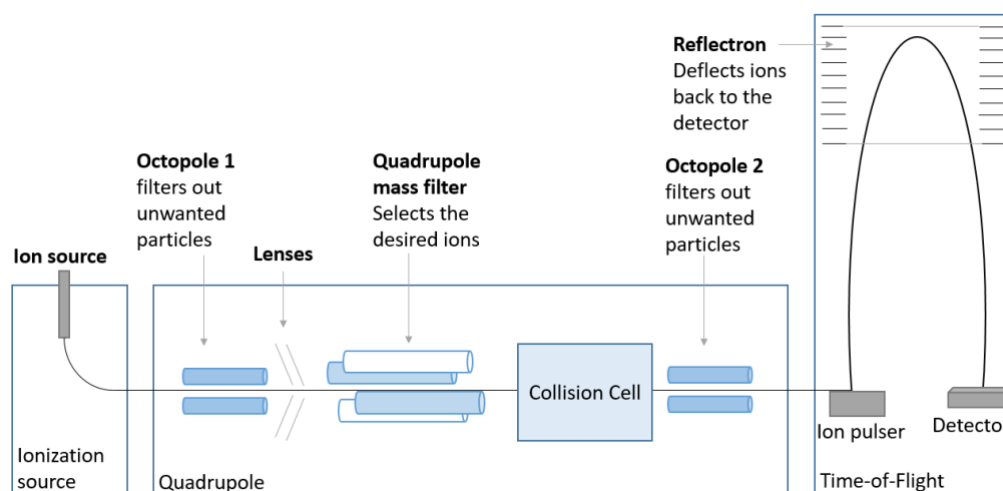 Reflectron
Deflects ions
back to the
detector
Octopole 1
filters out
unwanted
particles
Quadrupole
mass filter
Selects the
desired ions
Octopole 2
filters out
unwanted
particles
Ion source
Lenses
Collision Cell
Ion pulser
Detecto
Ionization
source
Quadrupole
Time-of-Flight